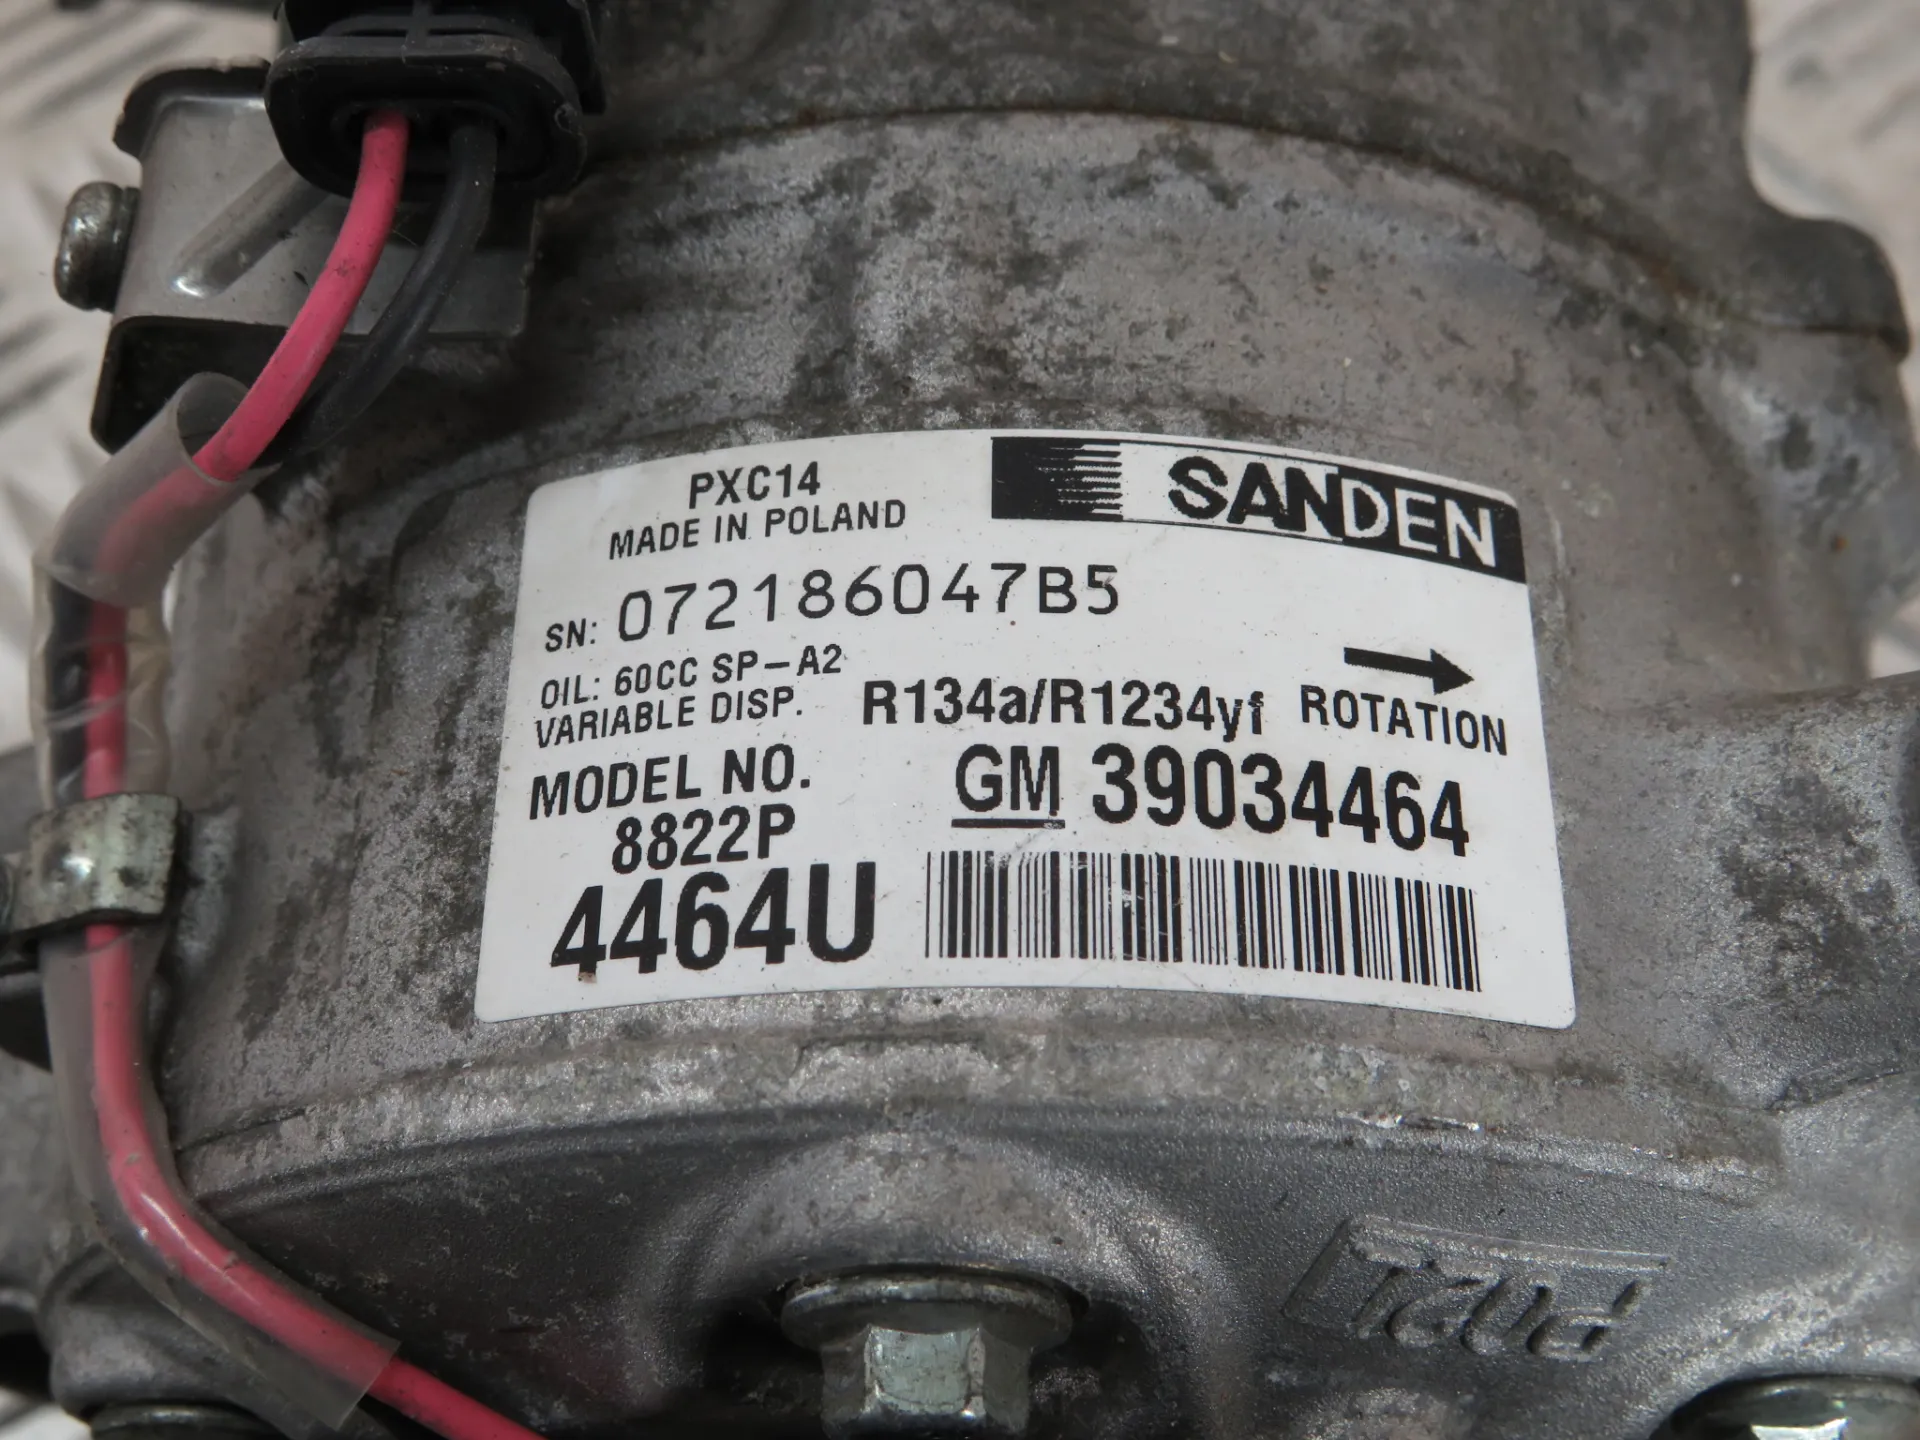 PXC14
SANDEN
MADE IN POLAND
SN: 072186047B5
OIL: 60CC SP-A2
VARIABLE DISP.
R134a/R1234yf
ROTATION
MODEL NO.
8822P
GM 39034464
4464U
P021